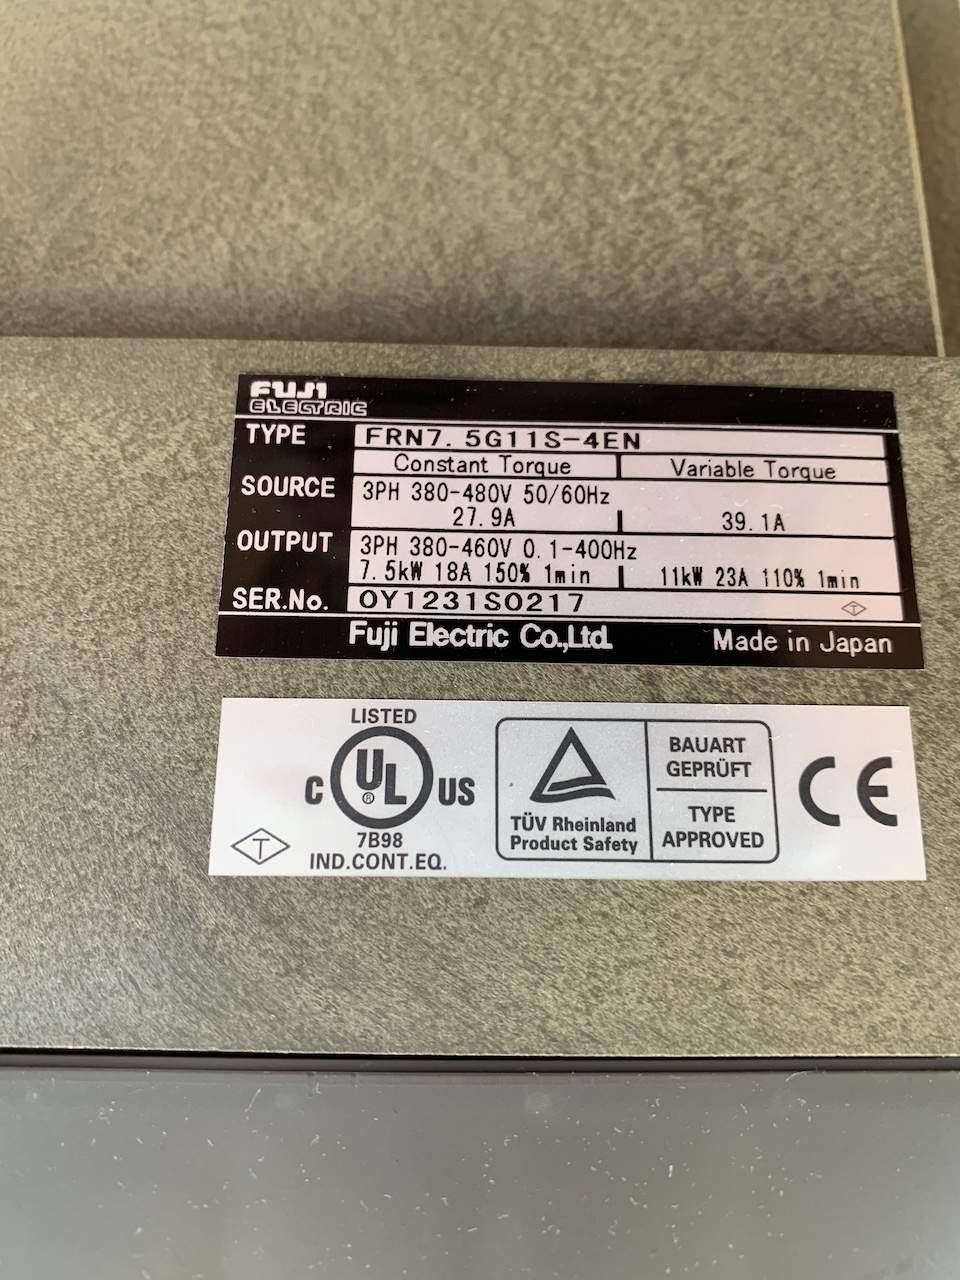 FUJI
ELECTRIC
TYPE FRN7.5G11S-4EN
Constant Torque Variable Torque
SOURCE 3PH 380-480V 50/60Hz
27.9A 39.1A
OUTPUT 3PH 380-460V 0.1-400Hz
7.5kW 18A 150% 1min 11kW 23A 110% 1min
SER.No. 0Y1231S0217 T
Fuji Electric Co.,Ltd. Made in Japan
LISTED
C UL ® US
7B98
IND.CONT.EQ.
T
TÜV Rheinland
Product Safety
BAUART
GEPRÜFT
TYPE
APPROVED
CE